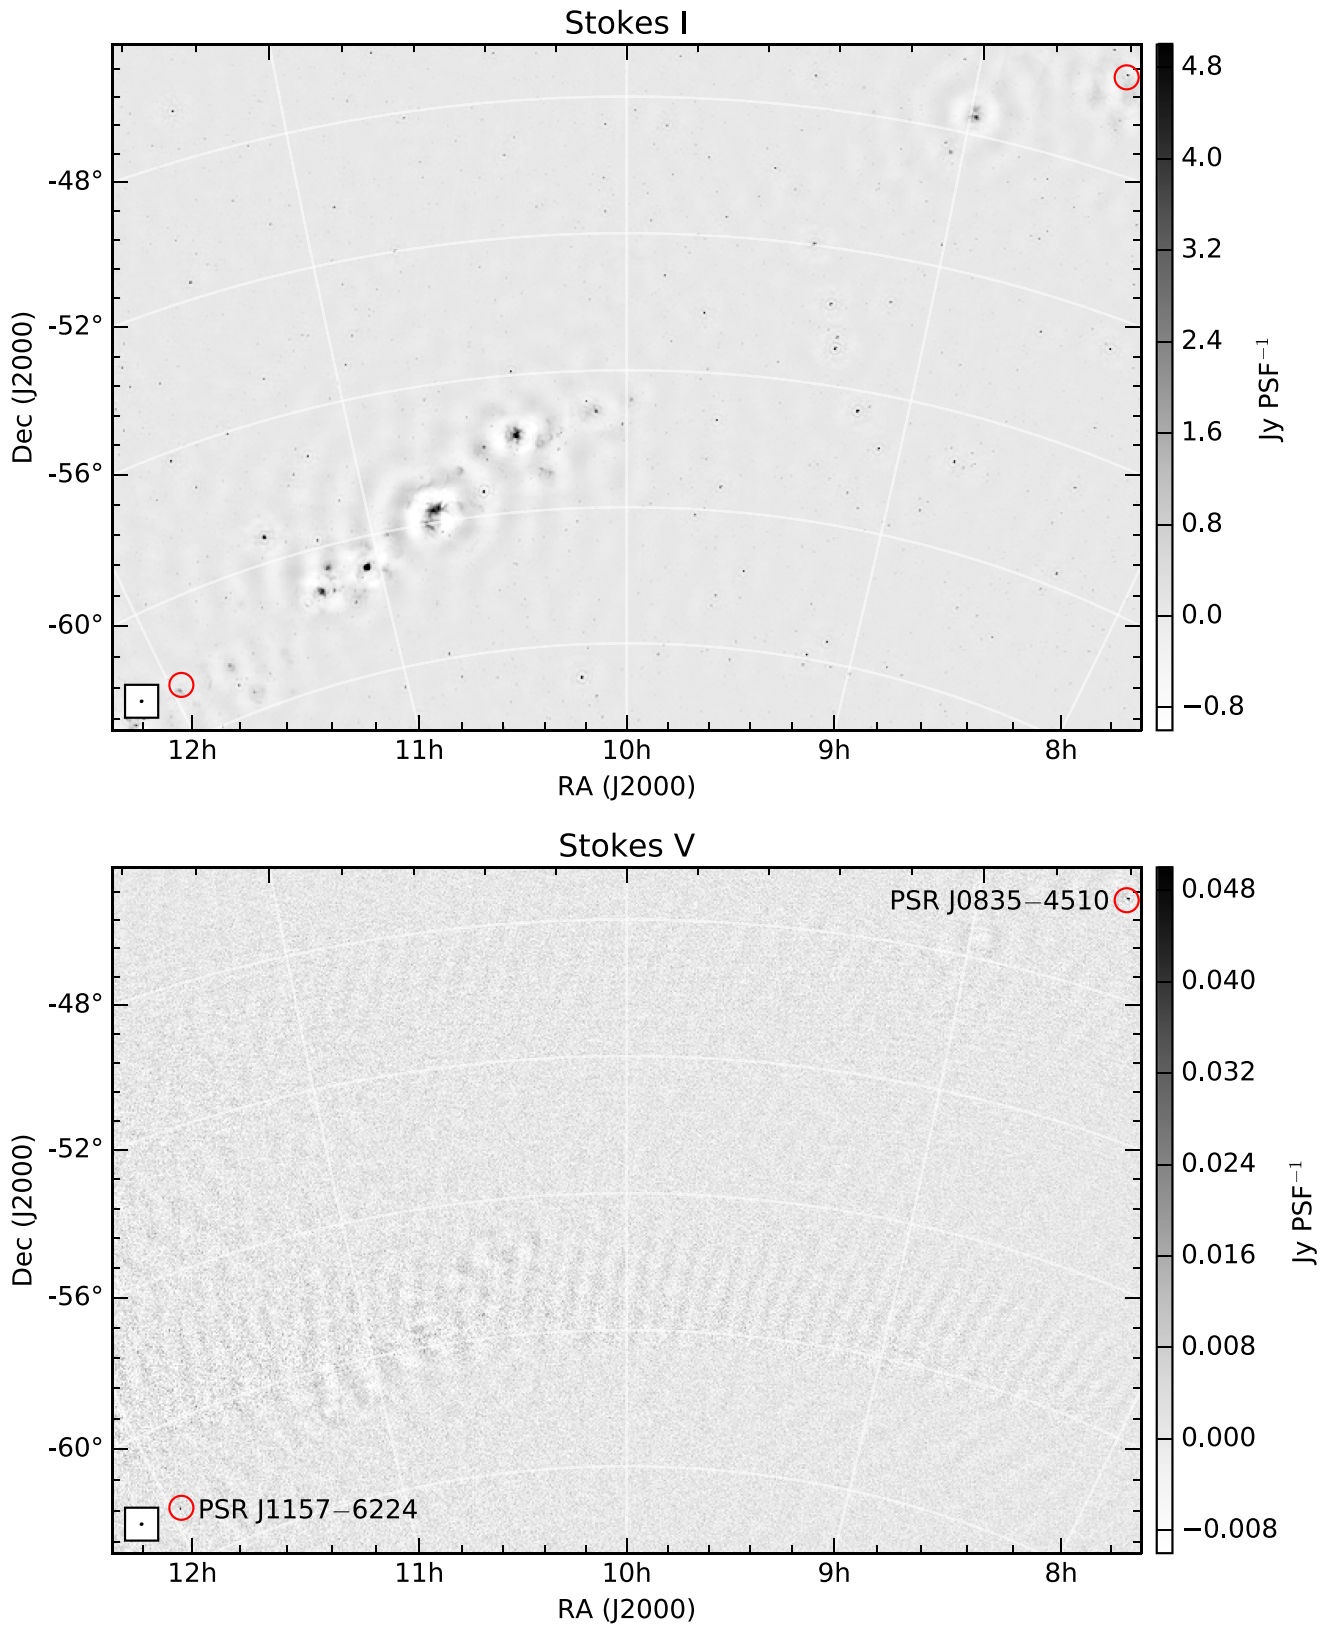 Stokes I
4.8
4.0
3.2
2.4
1.6
0.8
0.0
−0.8
Jy PSF⁻¹
-48°
-52°
-56°
-60°
Dec (J2000)
12h 11h 10h 9h 8h
RA (J2000)
Stokes V
PSR J0835−4510
PSR J1157−6224
0.048
0.040
0.032
0.024
0.016
0.008
0.000
−0.008
Jy PSF⁻¹
-48°
-52°
-56°
-60°
Dec (J2000)
12h 11h 10h 9h 8h
RA (J2000)